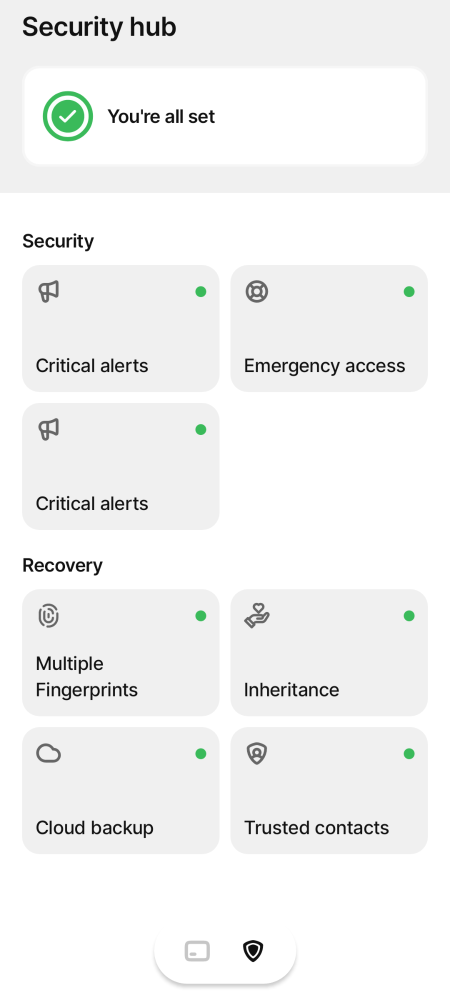 Security hub
You're all set
Security
Critical alerts
Emergency access
Critical alerts
Recovery
Multiple
Fingerprints
Inheritance
Cloud backup
Trusted contacts